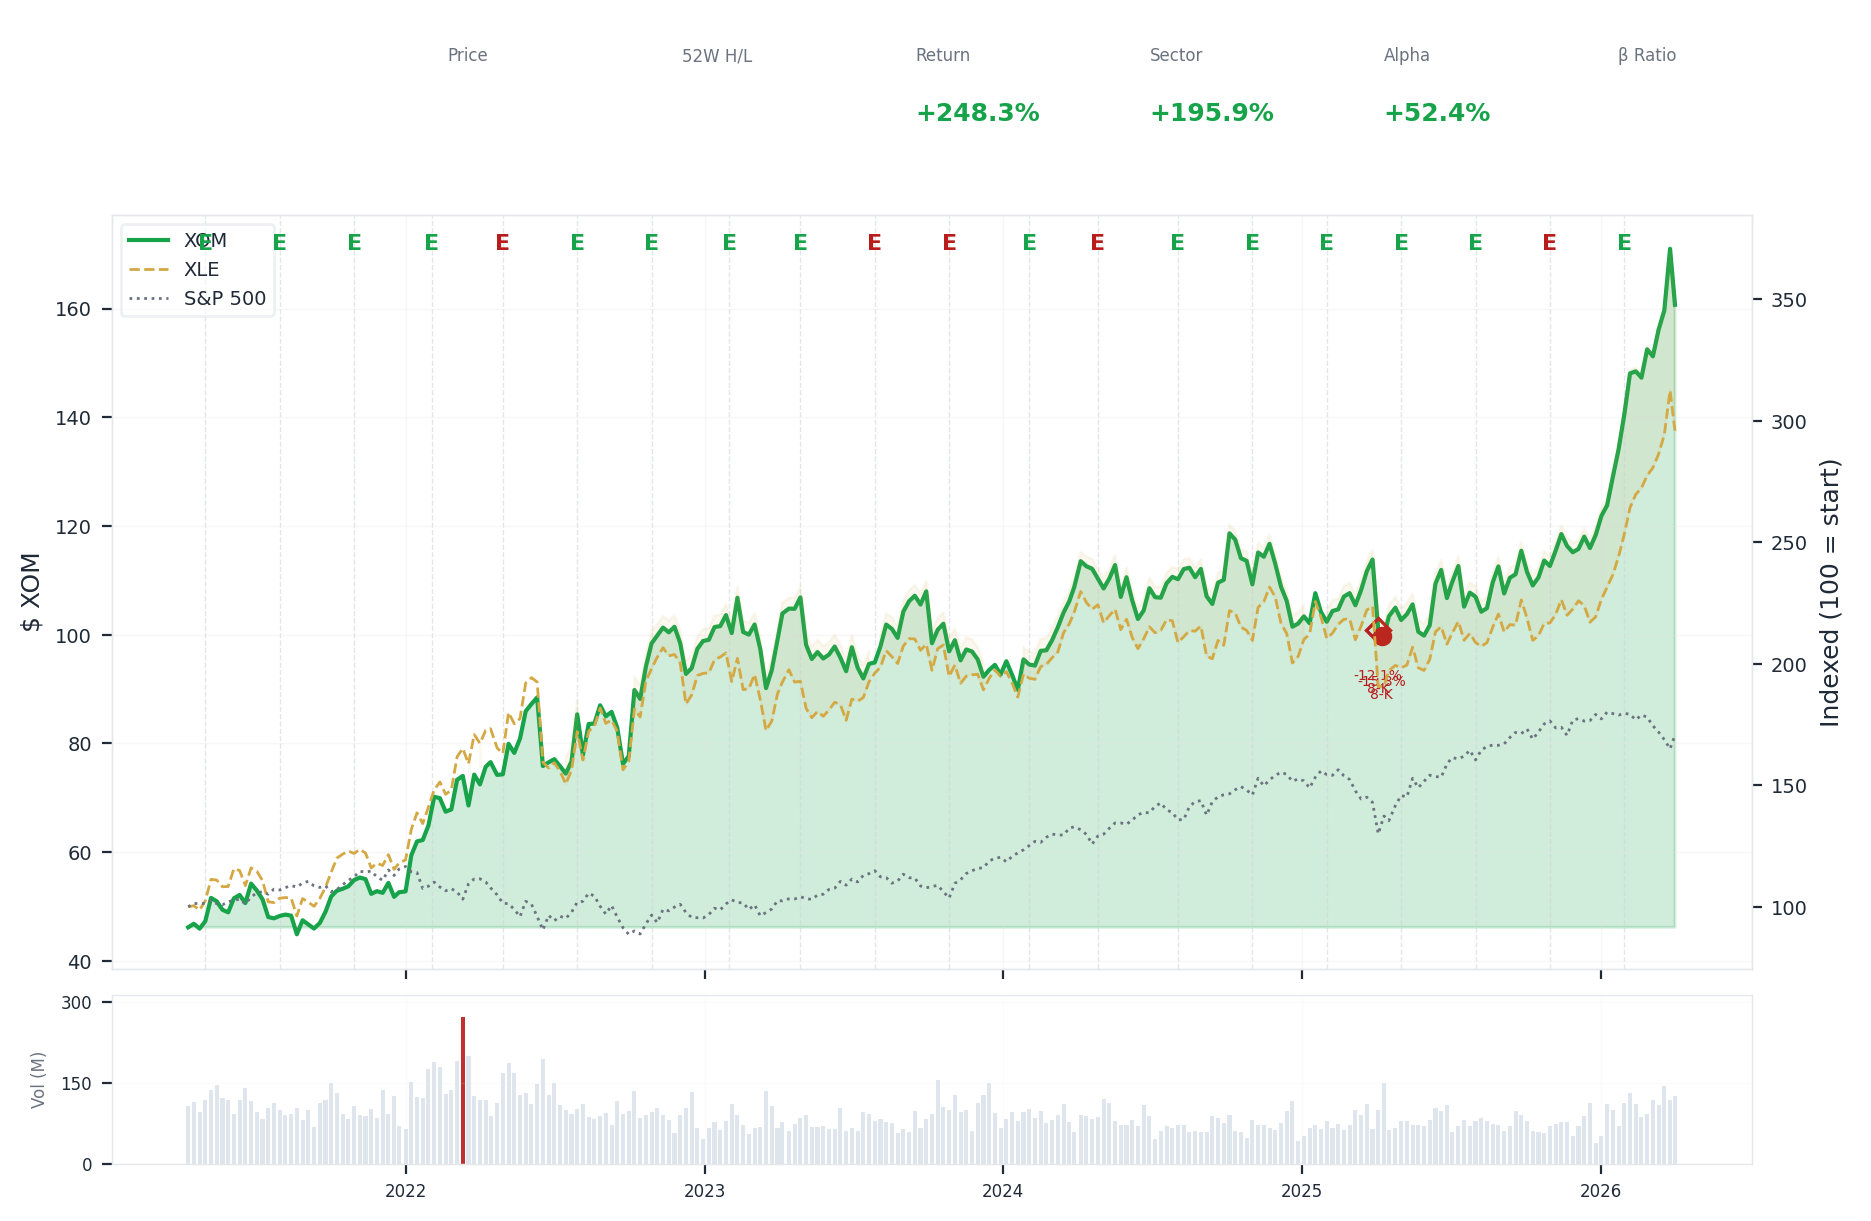 Price 52W H/L Return Sector Alpha β Ratio
+248.3% +195.9% +52.4%
XOM
XLE
S&P 500
E E E E E E E E E E E E E E E E E E E E
160
140
120
100
80
60
40
$ XOM
350
300
250
200
150
100
Indexed (100 = start)
8-K
300
150
0
Vol (M)
2022 2023 2024 2025 2026